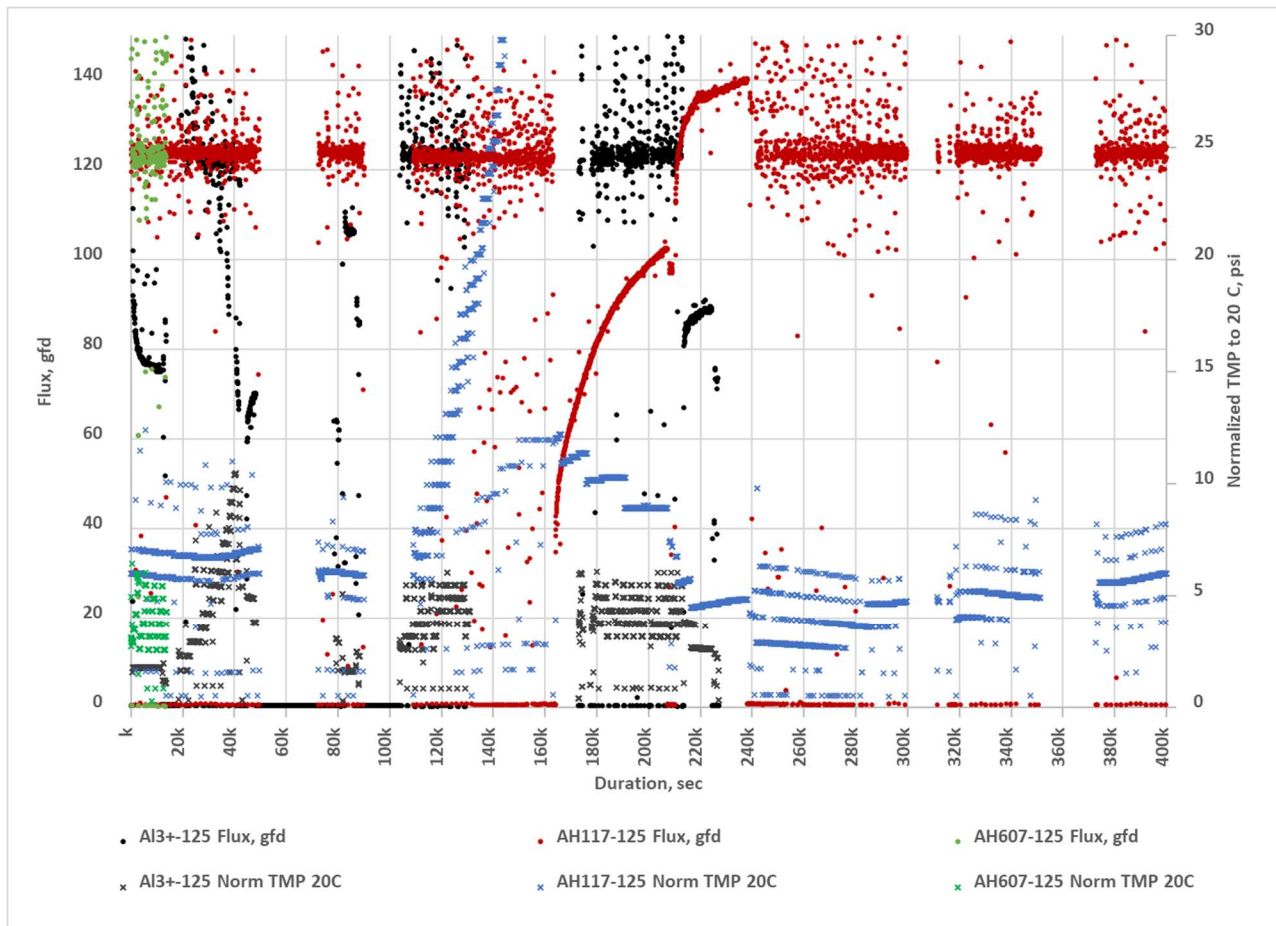 140
120
100
80
60
40
20
0
Flux, gfd
30
25
20
15
10
5
0
Normalized TMP to 20 C, psi
k
20k
40k
60k
80k
100k
120k
140k
160k
180k
200k
220k
240k
260k
280k
300k
320k
340k
360k
380k
400k
Duration, sec
Al3+-125 Flux, gfd
AH117-125 Flux, gfd
AH607-125 Flux, gfd
Al3+-125 Norm TMP 20C
AH117-125 Norm TMP 20C
AH607-125 Norm TMP 20C